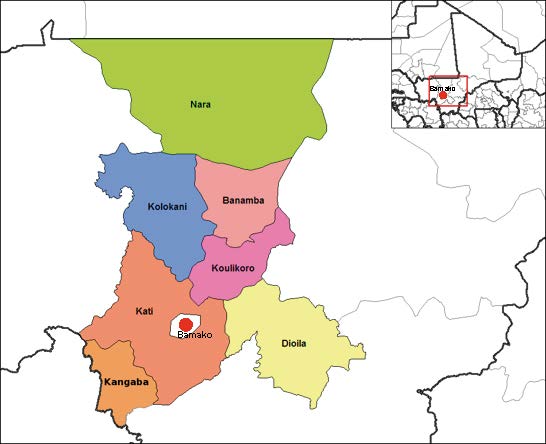 Bamako
Nara
Kolokani
Banamba
Koulikoro
Kati
Bamako
Dioila
Kangaba